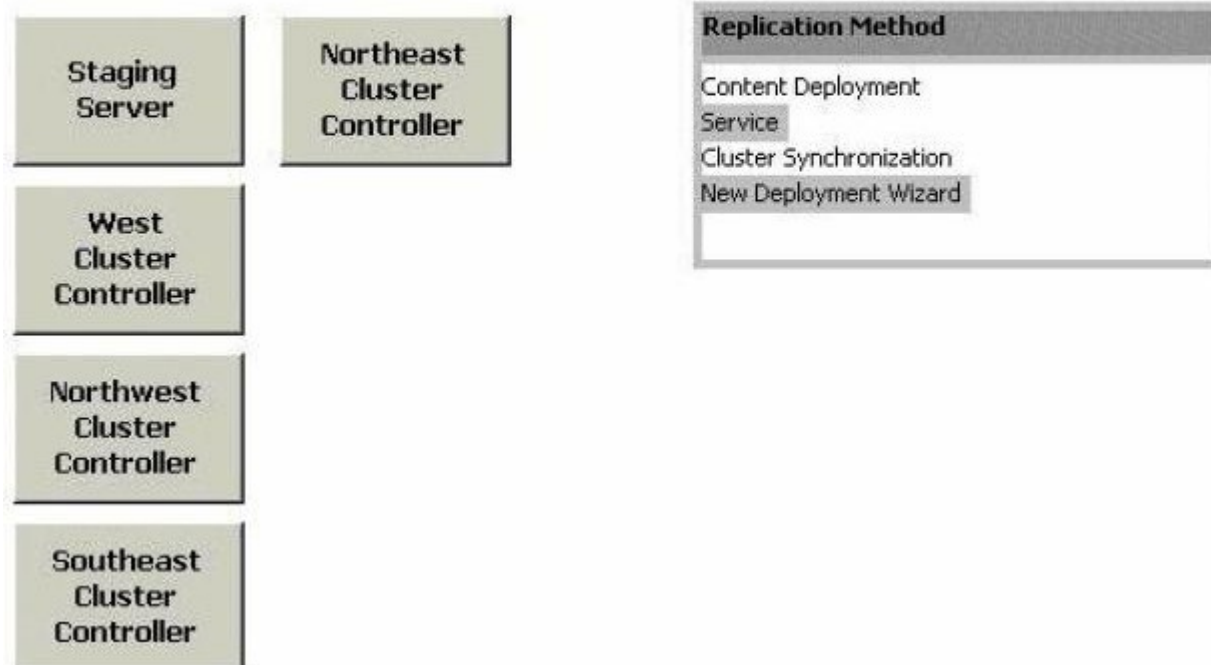 Staging
Server
Northeast
Cluster
Controller
West
Cluster
Controller
Northwest
Cluster
Controller
Southeast
Cluster
Controller
Replication Method
Content Deployment
Service
Cluster Synchronization
New Deployment Wizard